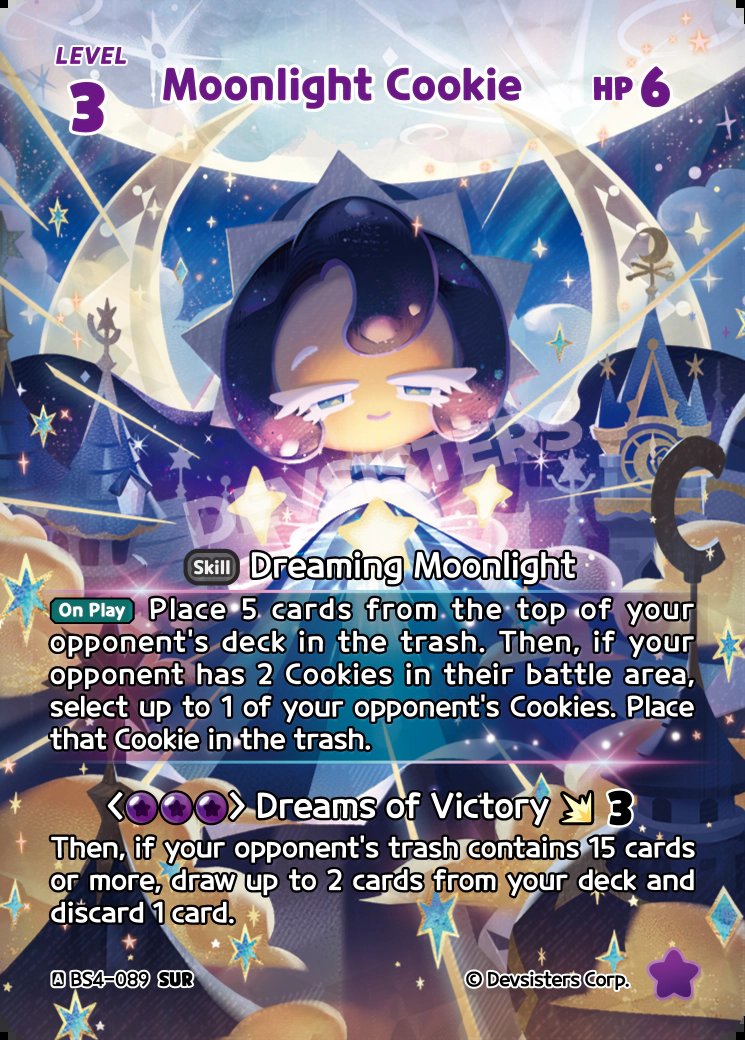 LEVEL
3
Moonlight Cookie
HP 6
DEVSISTERS
Skill Dreaming Moonlight
On Play Place 5 cards from the top of your
opponent's deck in the trash. Then, if your
opponent has 2 Cookies in their battle area,
select up to 1 of your opponent's Cookies. Place
that Cookie in the trash.
<●●●> Dreams of Victory 3
Then, if your opponent's trash contains 15 cards
or more, draw up to 2 cards from your deck and
discard 1 card.
A BS4-089 SUR
© Devsisters Corp.